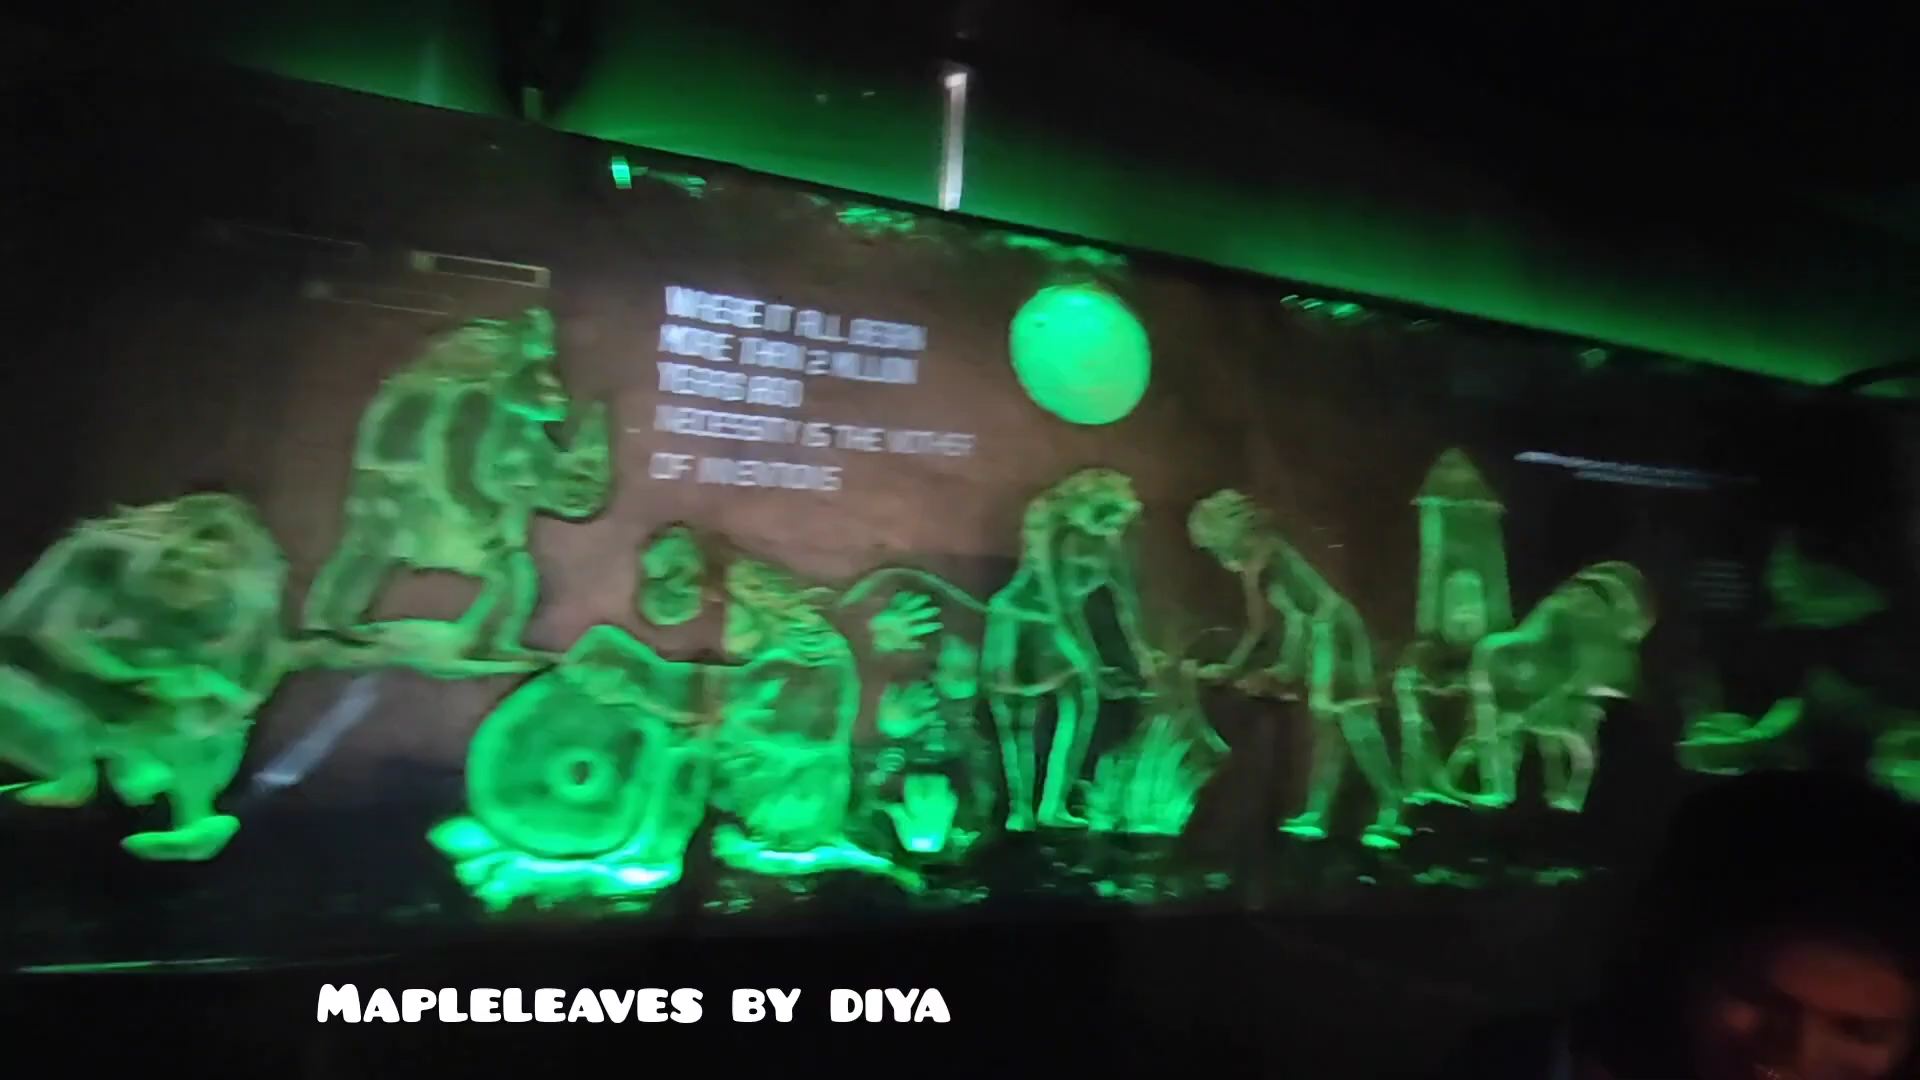 WHERE IT ALL BEGAN
MORE THAN 2 MILLION
YEARS AGO
NECESSITY IS THE MOTHER
OF INVENTIONS
MAPLELEAVES BY DIYA